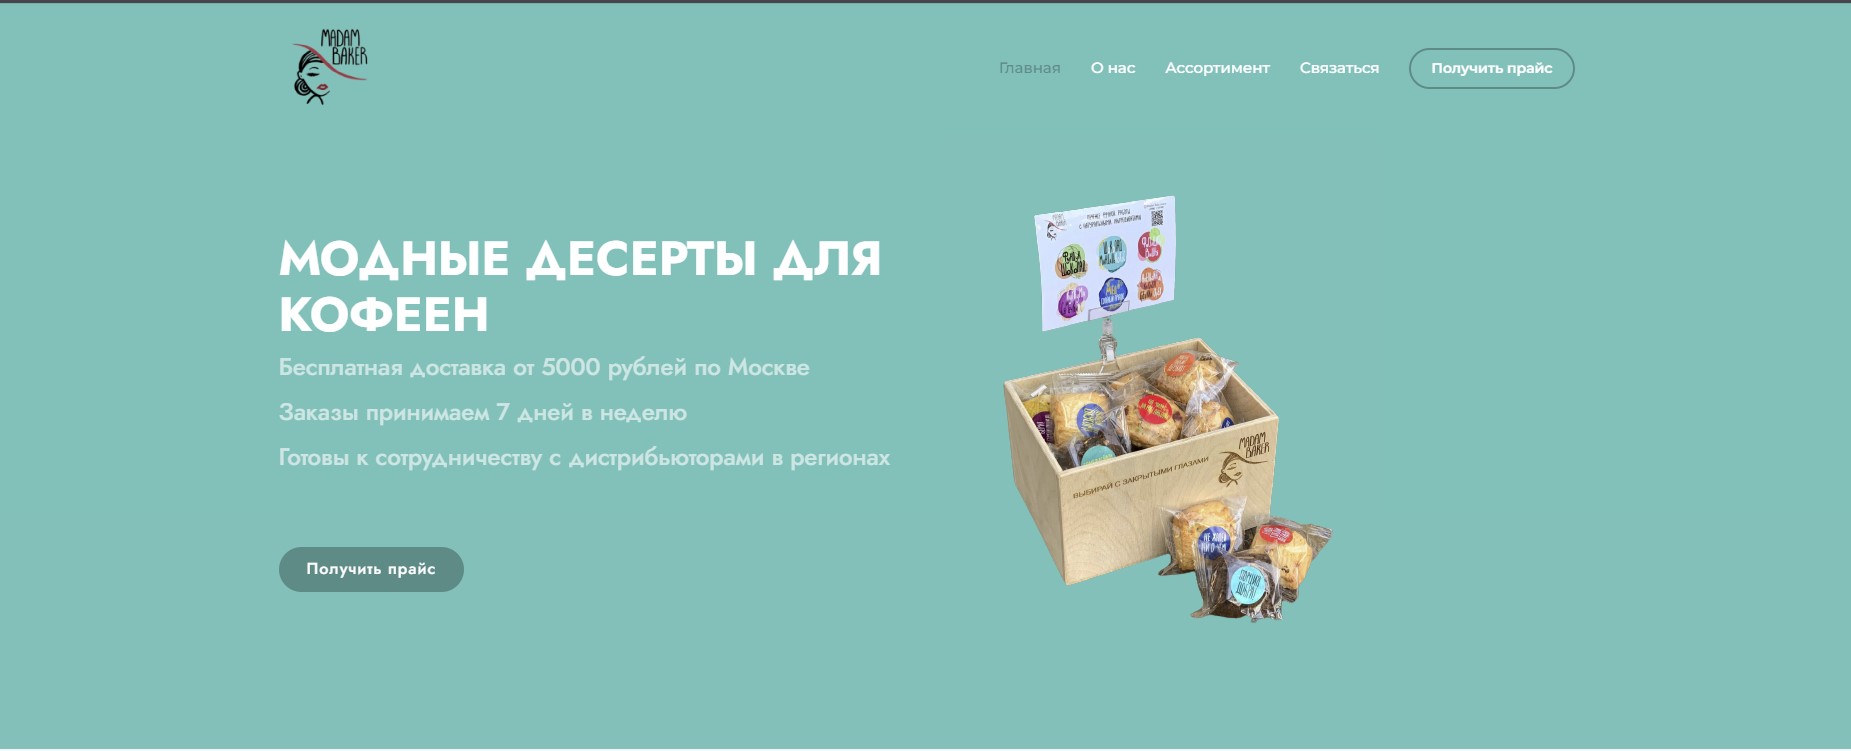 MADAM
BAKER
Главная
О нас
Ассортимент
Связаться
Получить прайс
МОДНЫЕ ДЕСЕРТЫ ДЛЯ
КОФЕЕН
Бесплатная доставка от 5000 рублей по Москве
Заказы принимаем 7 дней в неделю
Готовы к сотрудничеству с дистрибьюторами в регионах
Получить прайс
MADAM
BAKER
ВЫБИРАЙ С ЗАКРЫТЫМИ ГЛАЗАМИ